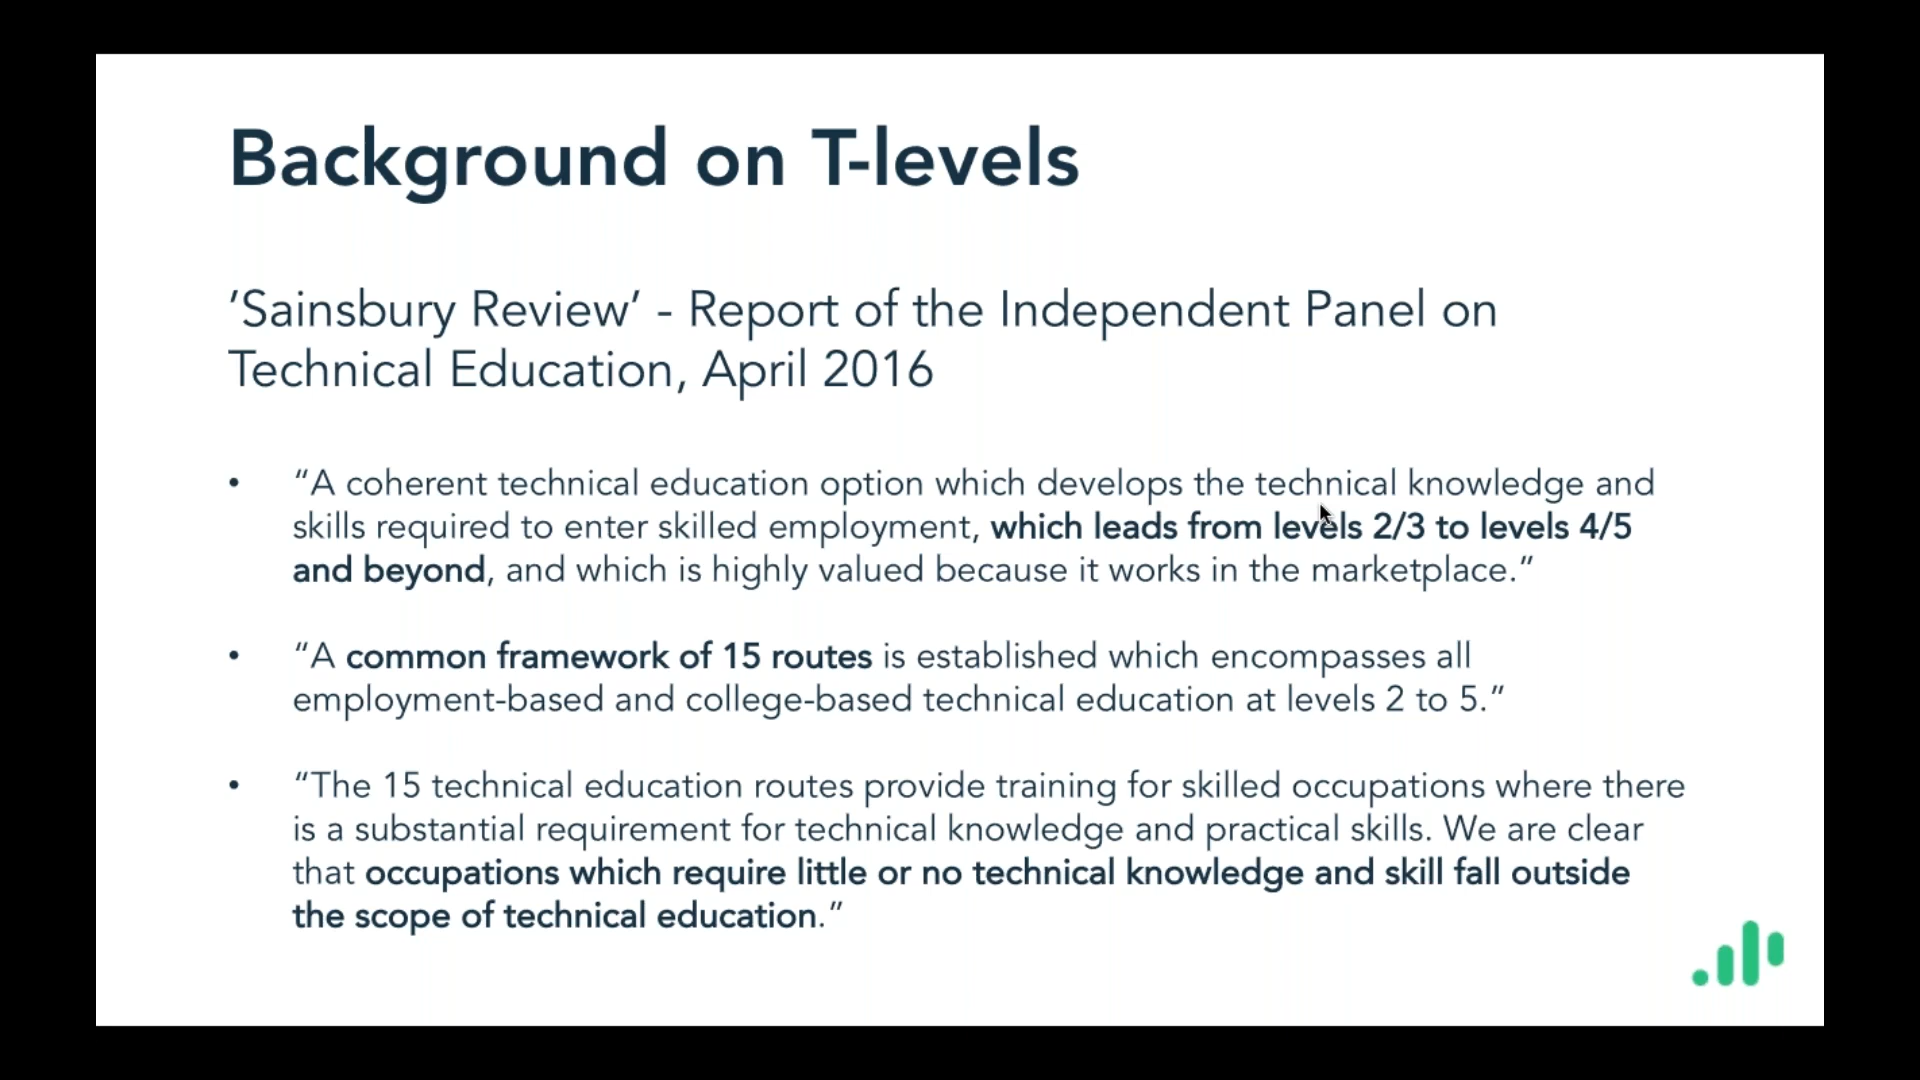 Background on T-levels
‘Sainsbury Review’ - Report of the Independent Panel on
Technical Education, April 2016
• “A coherent technical education option which develops the technical knowledge and
skills required to enter skilled employment, which leads from levels 2/3 to levels 4/5
and beyond, and which is highly valued because it works in the marketplace.”
• “A common framework of 15 routes is established which encompasses all
employment-based and college-based technical education at levels 2 to 5.”
• “The 15 technical education routes provide training for skilled occupations where there
is a substantial requirement for technical knowledge and practical skills. We are clear
that occupations which require little or no technical knowledge and skill fall outside
the scope of technical education.”